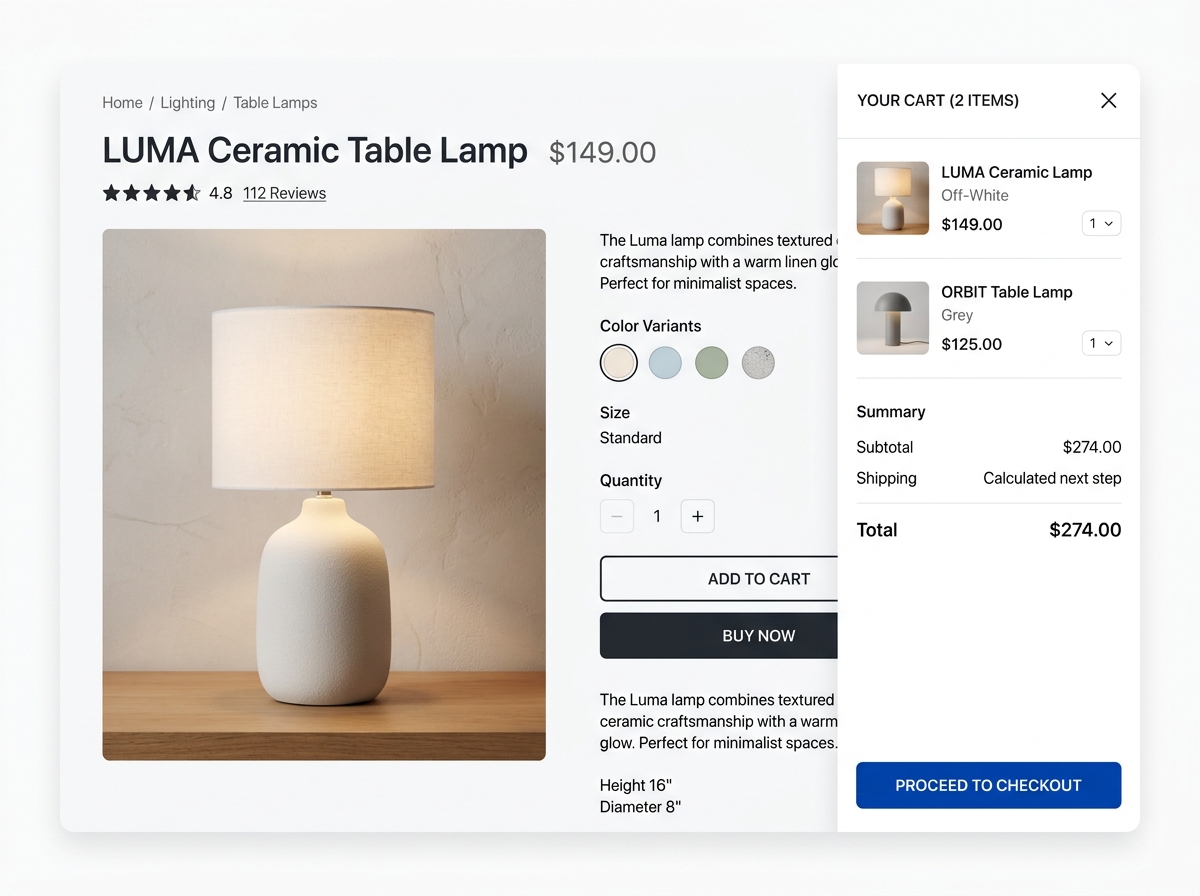 Home / Lighting / Table Lamps
LUMA Ceramic Table Lamp $149.00
4.8 112 Reviews
The Luma lamp combines textured
craftsmanship with a warm linen
Perfect for minimalist spaces.
Color Variants
Size
Standard
Quantity
− 1 +
ADD TO CART
BUY NOW
The Luma lamp combines textured
ceramic craftsmanship with a warm
glow. Perfect for minimalist spaces.
Height 16"
Diameter 8"
YOUR CART (2 ITEMS)
LUMA Ceramic Lamp
Off-White
$149.00 1
ORBIT Table Lamp
Grey
$125.00 1
Summary
Subtotal $274.00
Shipping Calculated next step
Total $274.00
PROCEED TO CHECKOUT